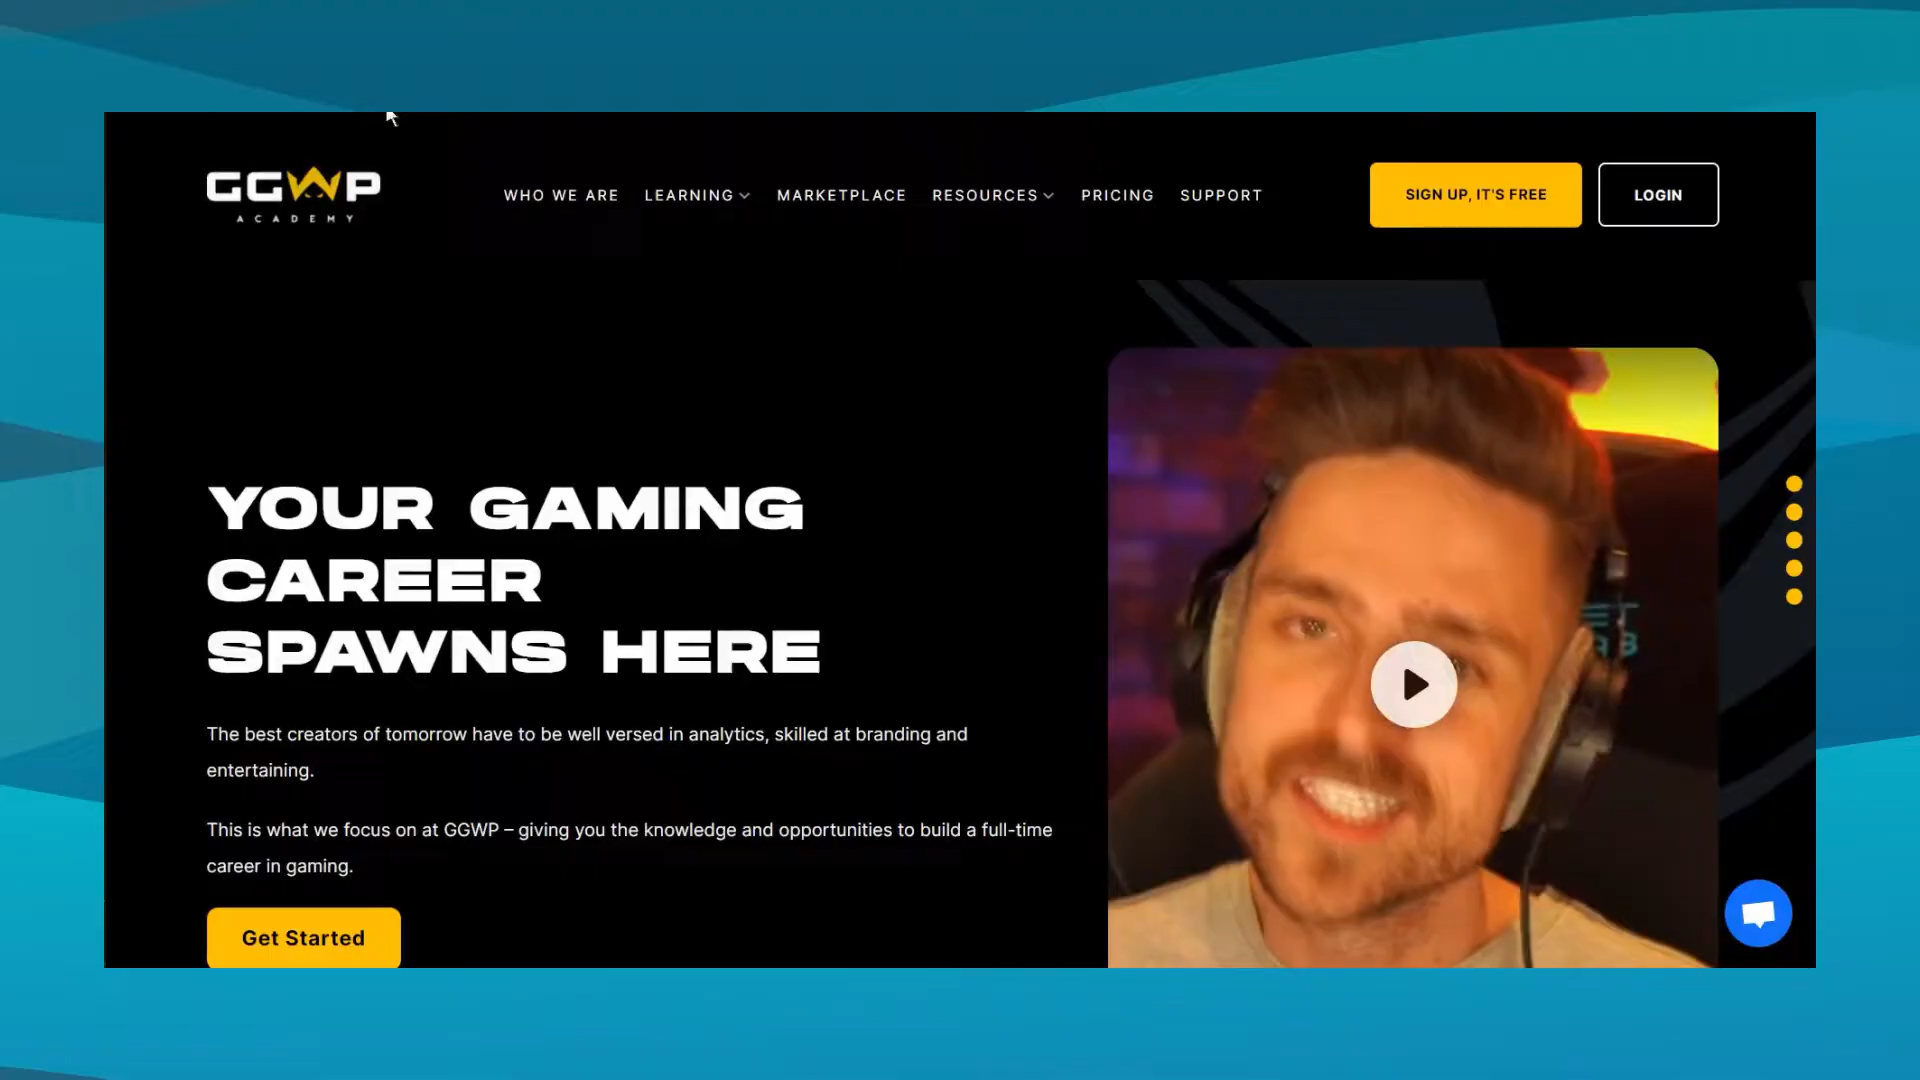 GGWP
ACADEMY
WHO WE ARE
LEARNING
MARKETPLACE
RESOURCES
PRICING
SUPPORT
SIGN UP, IT'S FREE
LOGIN
YOUR GAMING
CAREER
SPAWNS HERE
The best creators of tomorrow have to be well versed in analytics, skilled at branding and
entertaining.
This is what we focus on at GGWP – giving you the knowledge and opportunities to build a full-time
career in gaming.
Get Started